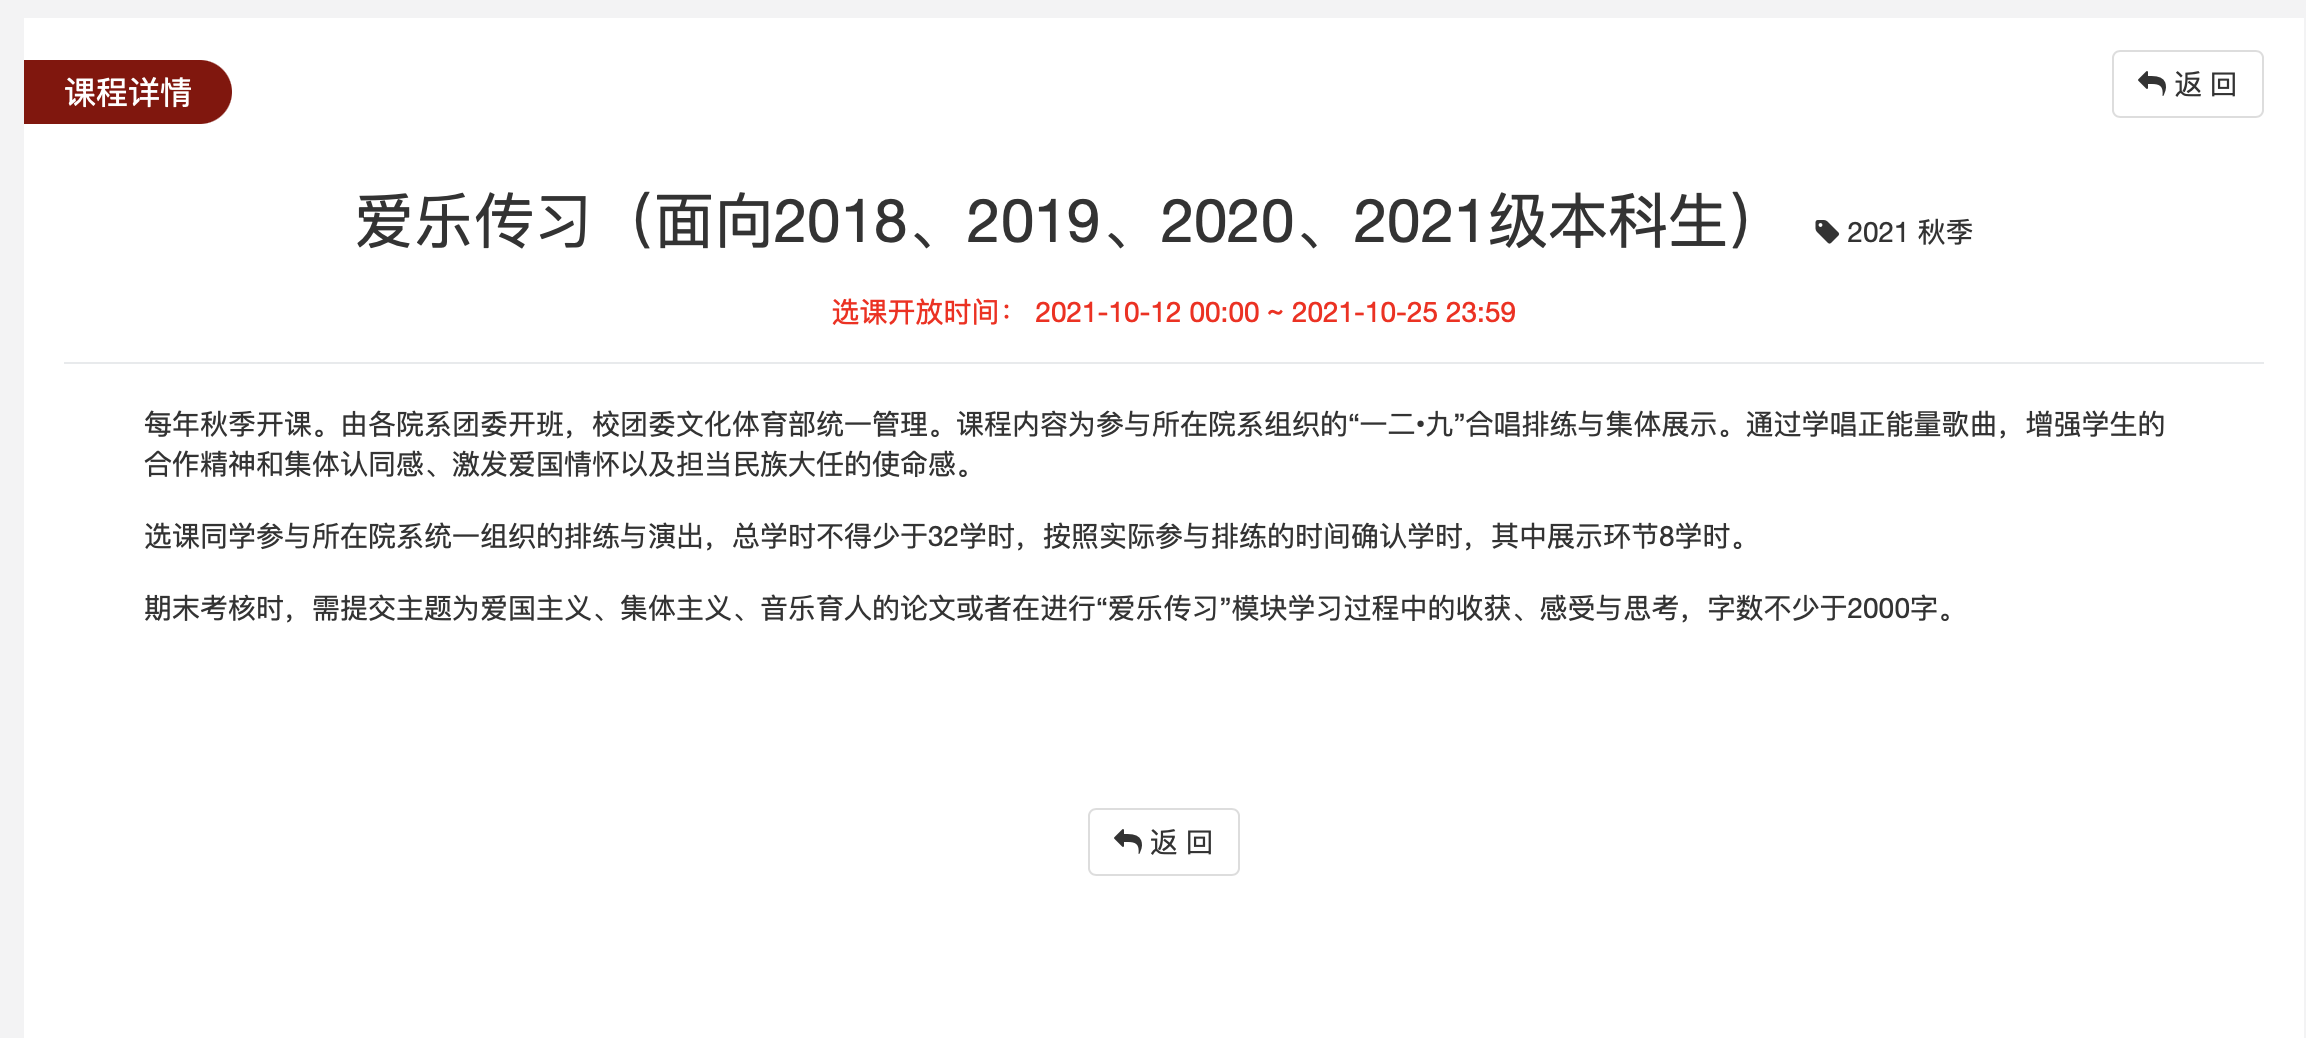 课程详情
返 回
爱乐传习（面向2018、2019、2020、2021级本科生） 2021 秋季
选课开放时间： 2021-10-12 00:00 ~ 2021-10-25 23:59
每年秋季开课。由各院系团委开班，校团委文化体育部统一管理。课程内容为参与所在院系组织的“一二•九”合唱排练与集体展示。通过学唱正能量歌曲，增强学生的
合作精神和集体认同感、激发爱国情怀以及担当民族大任的使命感。
选课同学参与所在院系统一组织的排练与演出，总学时不得少于32学时，按照实际参与排练的时间确认学时，其中展示环节8学时。
期末考核时，需提交主题为爱国主义、集体主义、音乐育人的论文或者在进行“爱乐传习”模块学习过程中的收获、感受与思考，字数不少于2000字。
返 回